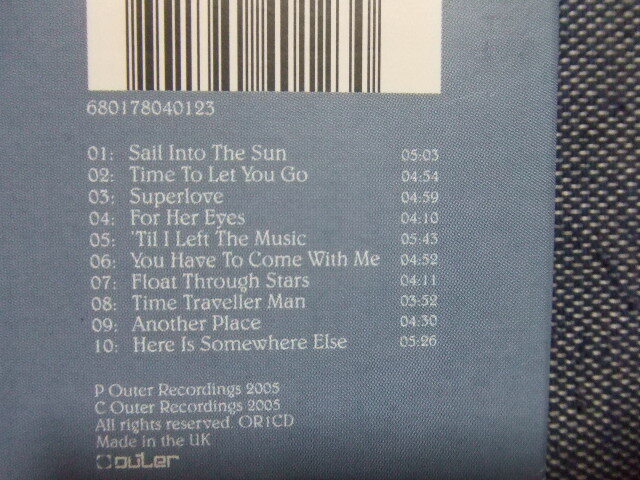 680178040123
01: Sail Into The Sun 05:03
02: Time To Let You Go 04:54
03: Superlove 04:59
04: For Her Eyes 04:10
05: 'Til I Left The Music 05:43
06: You Have To Come With Me 04:52
07: Float Through Stars 04:11
08: Time Traveller Man 03:52
09: Another Place 04:30
10: Here Is Somewhere Else 05:26
P Outer Recordings 2005
C Outer Recordings 2005
All rights reserved. OR1CD
Made in the UK
outer